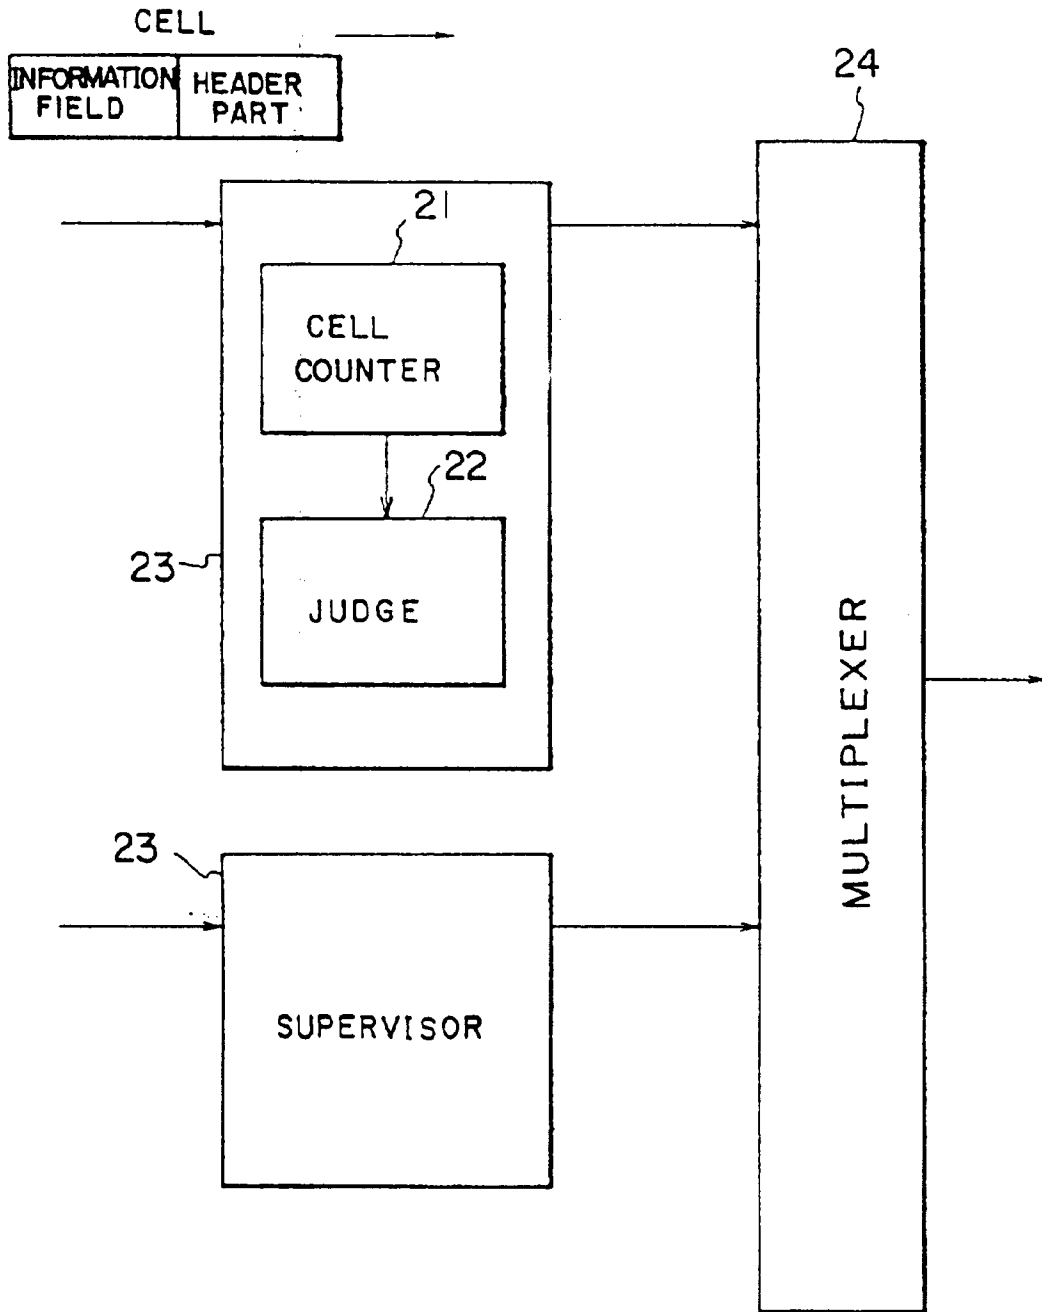 CELL
INFORMATION
FIELD
HEADER
PART
24
21
CELL
COUNTER
22
23
JUDGE
MULTIPLEXER
23
SUPERVISOR